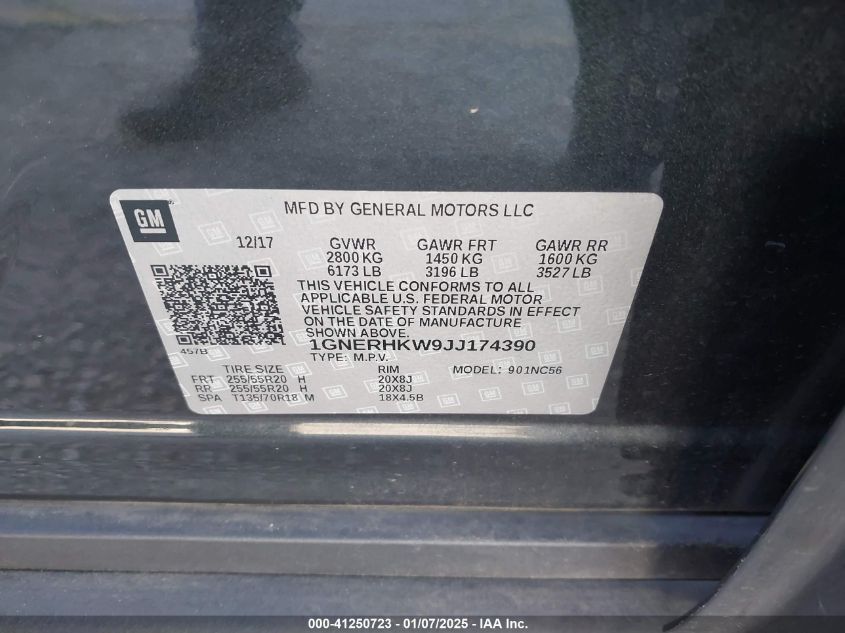 GM
MFD BY GENERAL MOTORS LLC
12/17 GVWR GAWR FRT GAWR RR
2800 KG 1450 KG 1600 KG
6173 LB 3196 LB 3527 LB
THIS VEHICLE CONFORMS TO ALL
APPLICABLE U.S. FEDERAL MOTOR
VEHICLE SAFETY STANDARDS IN EFFECT
ON THE DATE OF MANUFACTURE
SHOWN ABOVE.
457B 1GNERHKW9JJ174390
TYPE: M.P.V. MODEL: 901NC56
TIRE SIZE RIM
FRT 255/55R20 H 20X8J
RR 255/55R20 H 20X8J
SPA T135/70R18 M 18X4.5B
000-41250723 - 01/07/2025 - IAA Inc.